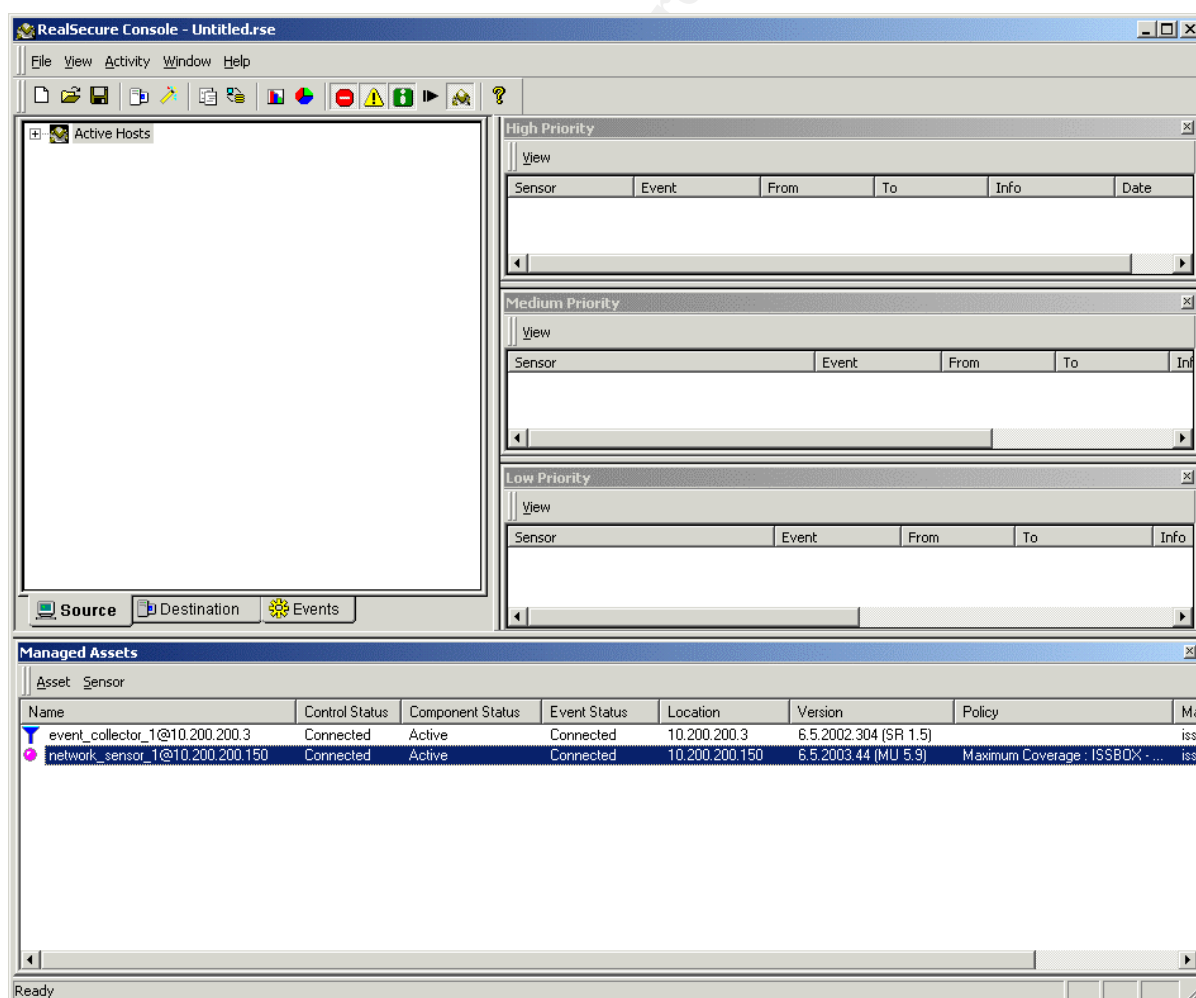 RealSecure Console - Untitled.rse
File View Activity Window Help
Active Hosts
Source Destination Events
High Priority
View
Sensor Event From To Info Date
Medium Priority
View
Sensor Event From To Inf
Low Priority
View
Sensor Event From To Info
Managed Assets
Asset Sensor
Name Control Status Component Status Event Status Location Version Policy Ma
event_collector_1@10.200.200.3 Connected Active Connected 10.200.200.3 6.5.2002.304 (SR 1.5) iss
network_sensor_1@10.200.200.150 Connected Active Connected 10.200.200.150 6.5.2003.44 (MU 5.9) Maximum Coverage : ISSBOX - ... iss
Ready